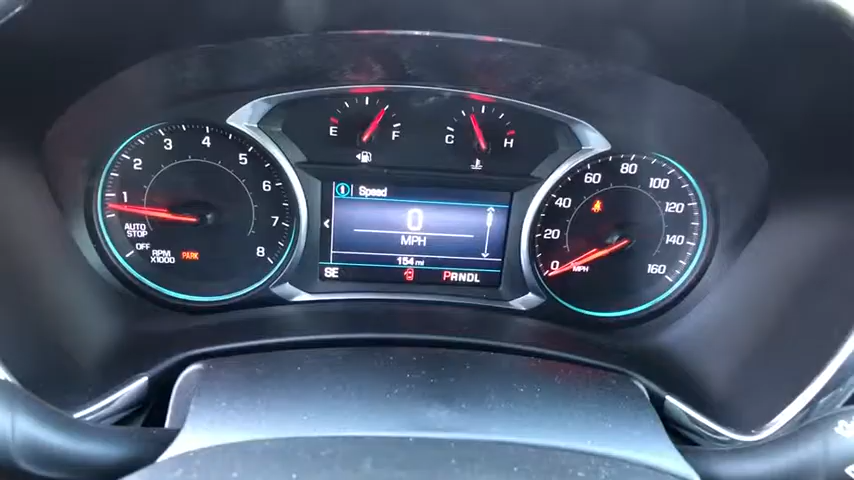 E F
C H
1 2 3 4 5 6 7 8
AUTO
STOP
OFF
RPM
X1000
PARK
Speed
0
MPH
154 mi
SE
PRNDL
0 20 40 60 80 100 120 140 160
MPH